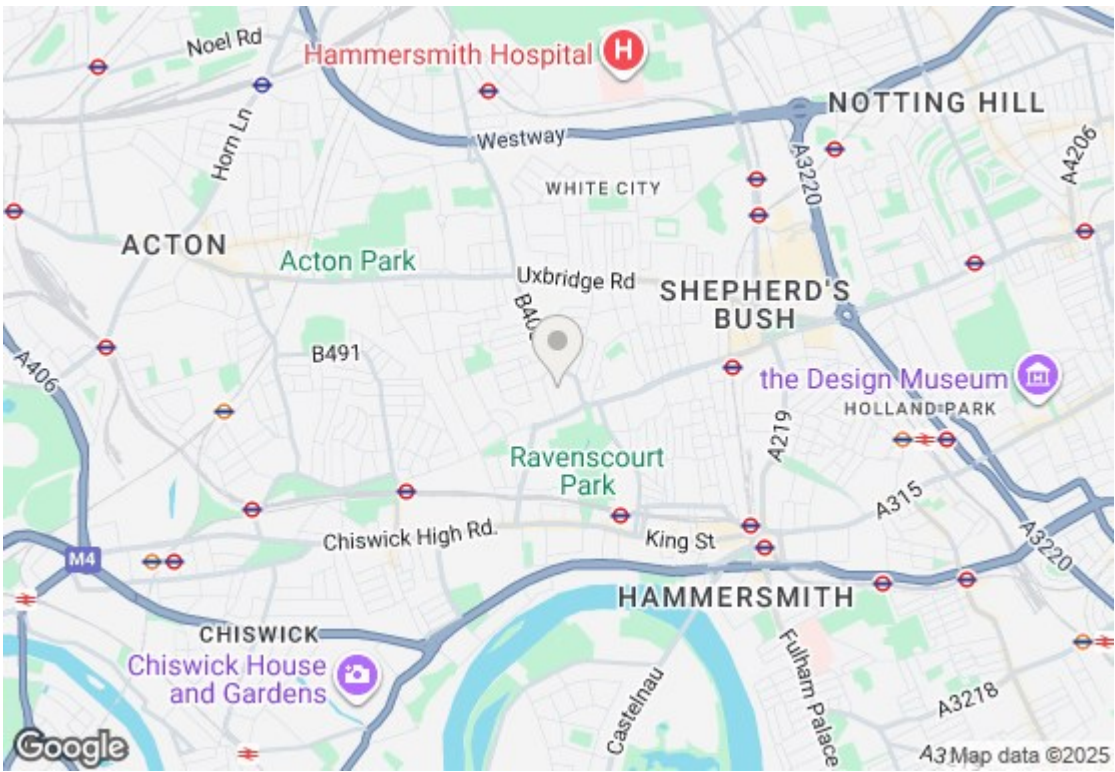 Noel Rd
Hammersmith Hospital
H
NOTTING HILL
Horn Ln
Westway
A3220
A4206
WHITE CITY
ACTON
Acton Park
Uxbridge Rd
SHEPHERD'S
BUSH
A406
B491
the Design Museum
HOLLAND PARK
A219
Ravenscourt
Park
A315
Chiswick High Rd.
King St
M4
A3220
HAMMERSMITH
CHISWICK
Chiswick House
and Gardens
Castelnau
Fulham Palace
A3218
Google
A3
Map data ©2025